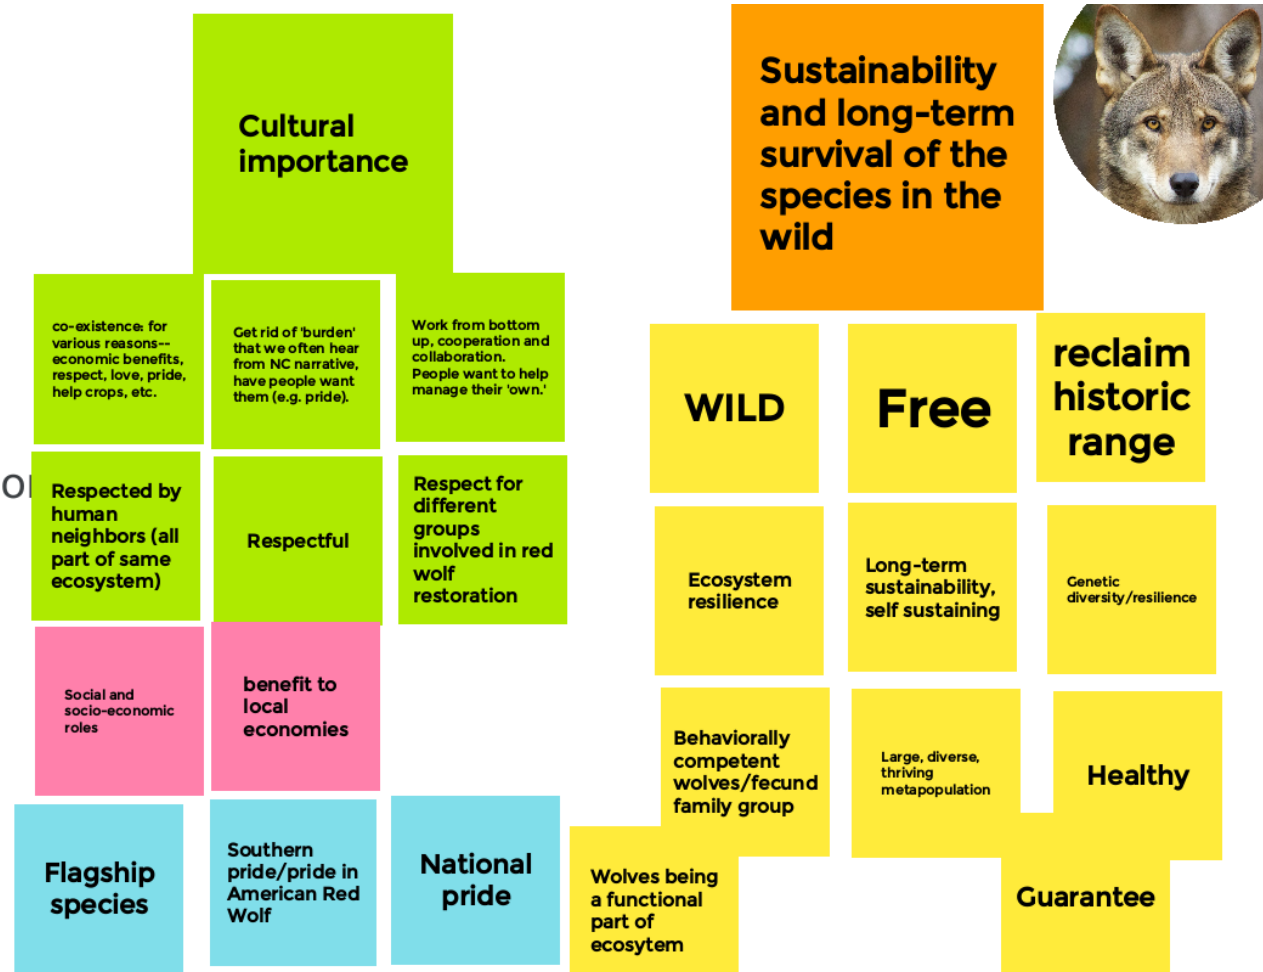 Cultural
importance
co-existence: for
various reasons--
economic benefits,
respect, love, pride,
help crops, etc.
Get rid of 'burden'
that we often hear
from NC narrative,
have people want
them (e.g. pride).
Work from bottom
up, cooperation and
collaboration.
People want to help
manage their 'own.'
Respected by
human
neighbors (all
part of same
ecosystem)
Respectful
Respect for
different
groups
involved in red
wolf
restoration
Social and
socio-economic
roles
benefit to
local
economies
Flagship
species
Southern
pride/pride in
American Red
Wolf
National
pride
Sustainability
and long-term
survival of the
species in the
wild
WILD
Free
reclaim
historic
range
Ecosystem
resilience
Long-term
sustainability,
self sustaining
Genetic
diversity/resilience
Behaviorally
competent
wolves/fecund
family group
Large, diverse,
thriving
metapopulation
Healthy
Wolves being
a functional
part of
ecosytem
Guarantee